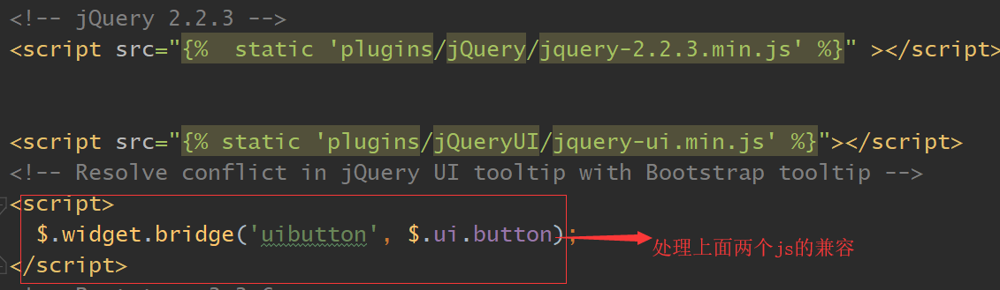 <!-- jQuery 2.2.3 -->
<script src="{%  static 'plugins/jQuery/jquery-2.2.3.min.js' %}" ></script>
<script src="{% static 'plugins/jQueryUI/jquery-ui.min.js' %}"></script>
<!-- Resolve conflict in jQuery UI tooltip with Bootstrap tooltip -->
<script>
  $.widget.bridge('uibutton', $.ui.button);
处理上面两个js的兼容
</script>